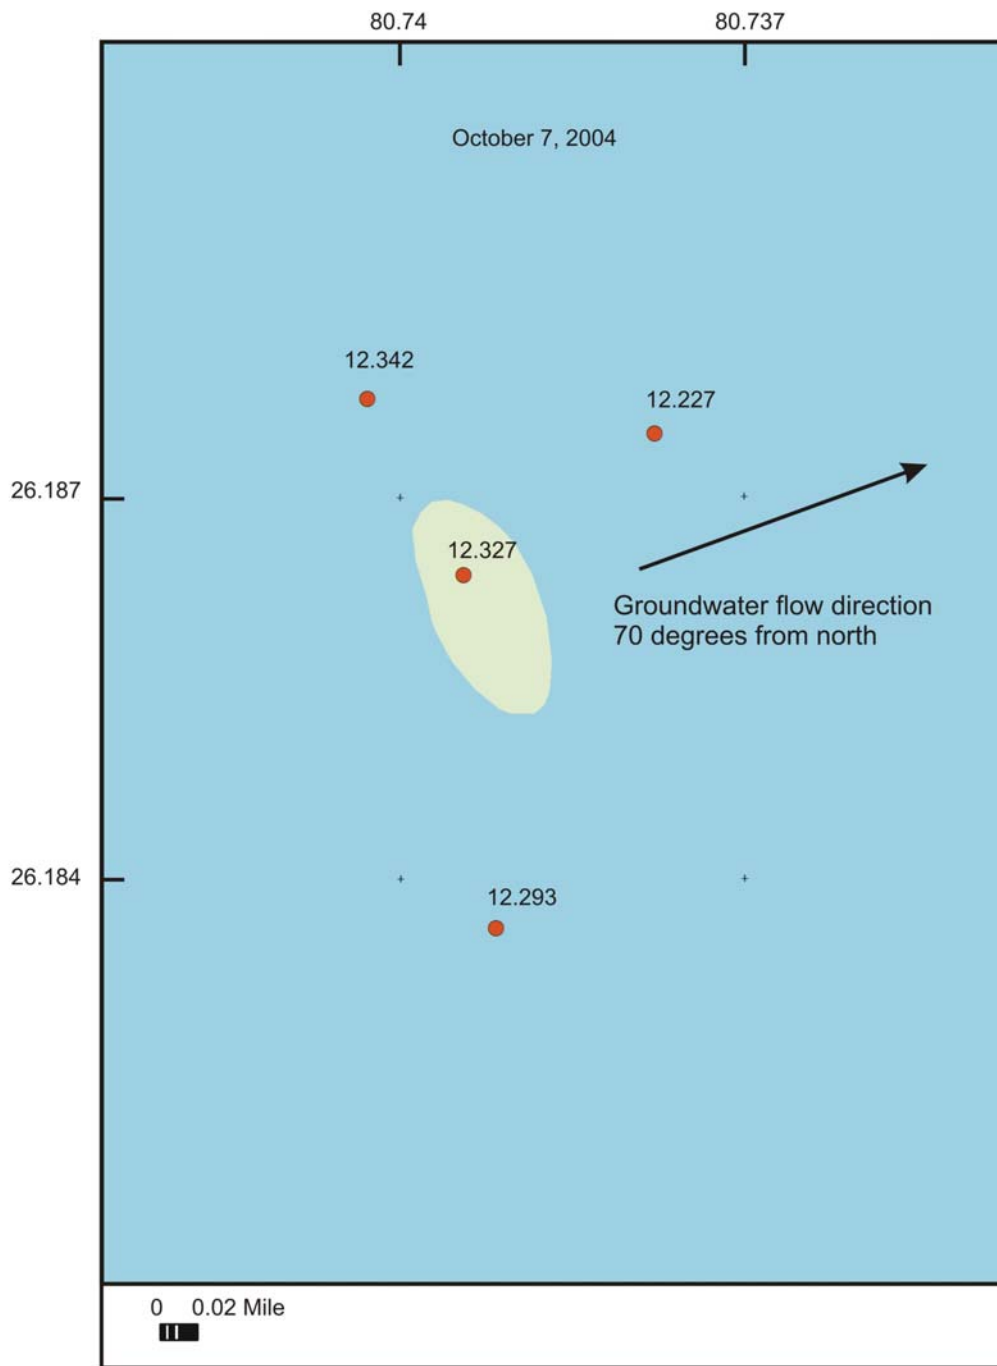 80.74
80.737
October 7, 2004
12.342
12.227
26.187
12.327
Groundwater flow direction
70 degrees from north
26.184
12.293
0 0.02 Mile